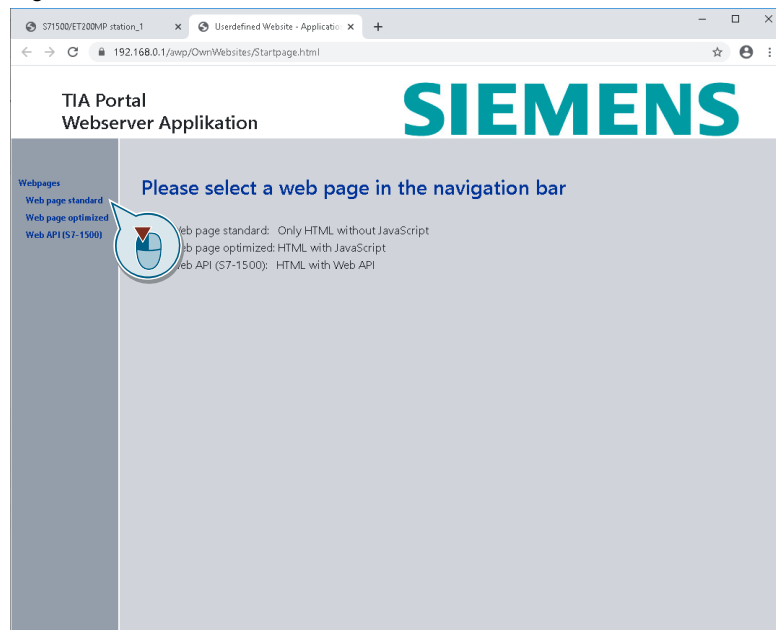 S71500/ET200MP station_1
Userdefined Website - Applicatio
192.168.0.1/awp/OwnWebsites/Startpage.html
TIA Portal
Webserver Applikation
SIEMENS
Webpages
Web page standard
Web page optimized
Web API (S7-1500)
Please select a web page in the navigation bar
eb page standard: Only HTML without JavaScript
eb page optimized: HTML with JavaScript
eb API (S7-1500): HTML with Web API